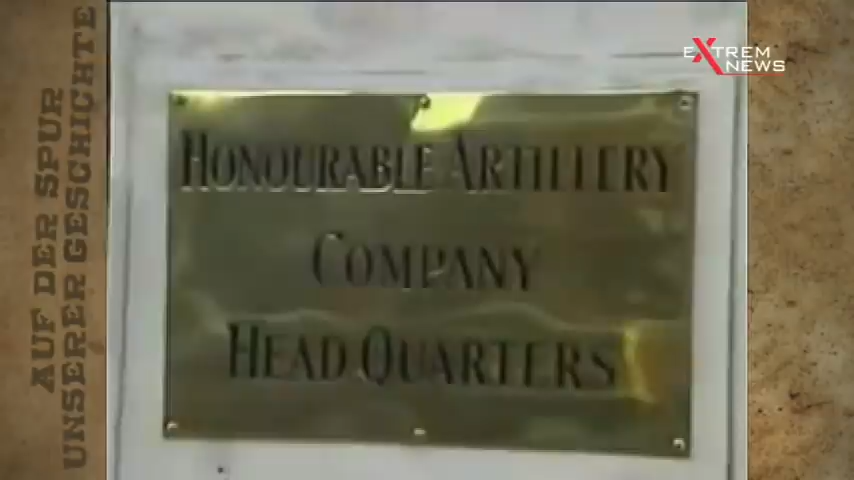 AUF DER SPUR
UNSERER GESCHICHTE
EXTREM
NEWS
HONOURABLE ARTILLERY
COMPANY
HEAD QUARTERS